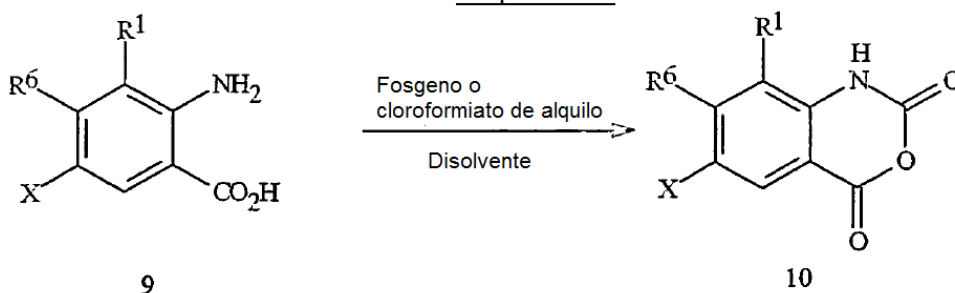 R¹
R⁶
NH₂
X
CO₂H
9
Fosgeno o
cloroformiato de alquilo
Disolvente
R¹
R⁶
H
N
O
O
X
O
10